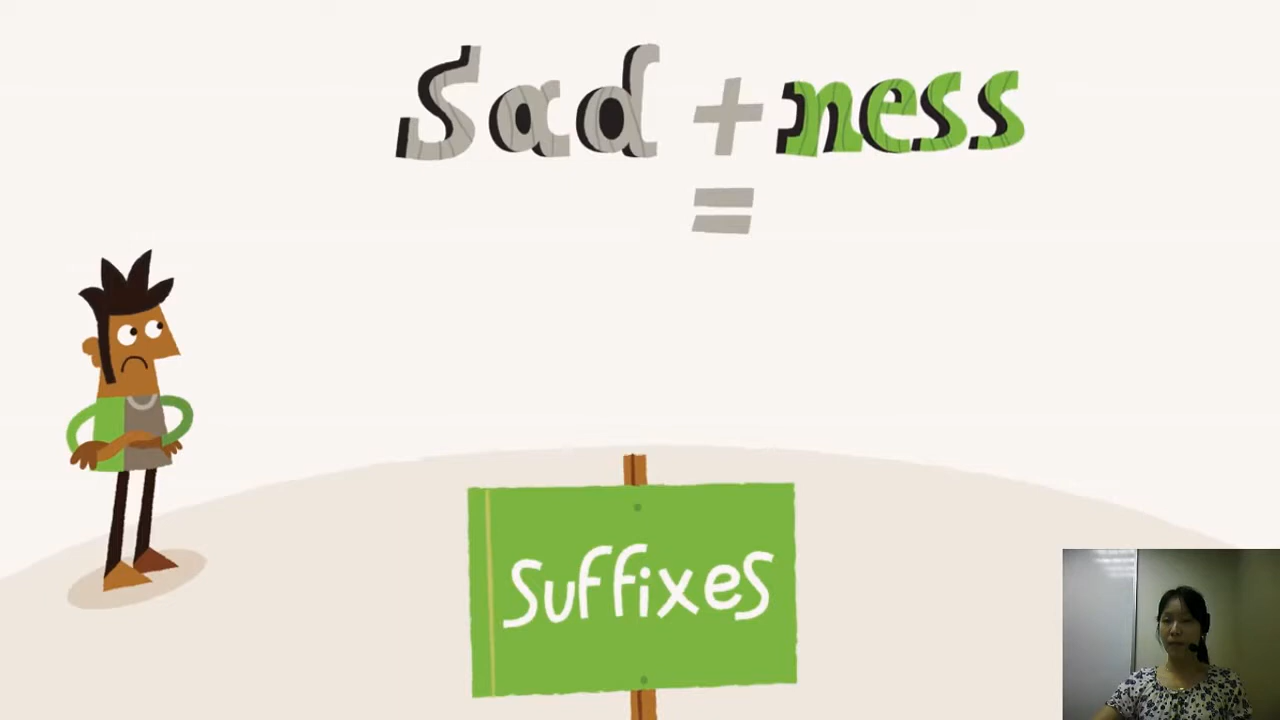 Sad + ness
=
Suffixes